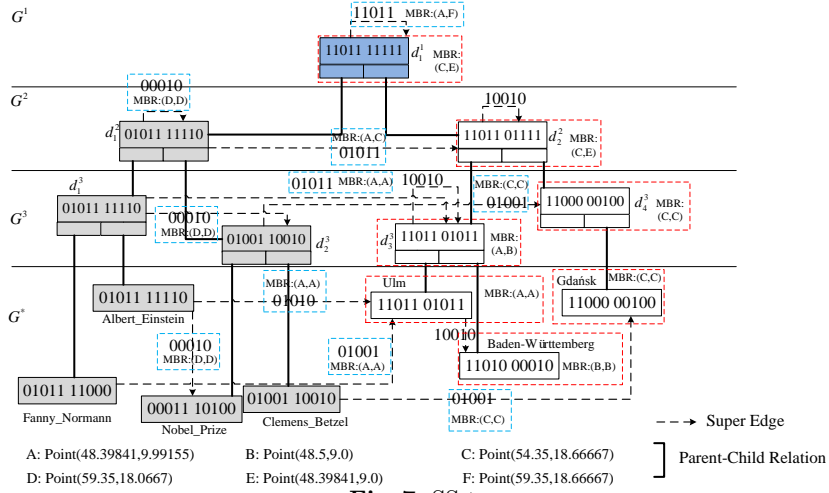 G¹
11011 MBR:(A,F)
11011 11111
d₁¹
MBR:
(C,E)
G²
00010
MBR:(D,D)
d₁²
01011 11110
MBR:(A,C)
01011
10010
11011 01111
d₂²
MBR:
(C,E)
G³
d₁³
01011 11110
00010
MBR:(D,D)
01011 MBR:(A,A)
01001 10010
d₂³
10010
MBR:(C,C)
01001
d₃³
11011 01011
MBR:
(A,B)
11000 00100
d₄³
MBR:
(C,C)
G*
01011 11110
Albert_Einstein
MBR:(A,A)
01010
Ulm
11011 01011
MBR:(A,A)
Gdańsk
MBR:(C,C)
11000 00100
00010
MBR:(D,D)
01001
MBR:(A,A)
10010
Baden-Württemberg
11010 00010
MBR:(B,B)
01011 11000
Fanny_Normann
00011 10100
Nobel_Prize
01001 10010
Clemens_Betzel
01001
MBR:(C,C)
Super Edge
Parent-Child Relation
A: Point(48.39841,9.99155) B: Point(48.5,9.0) C: Point(54.35,18.66667)
D: Point(59.35,18.0667) E: Point(48.39841,9.0) F: Point(59.35,18.66667)